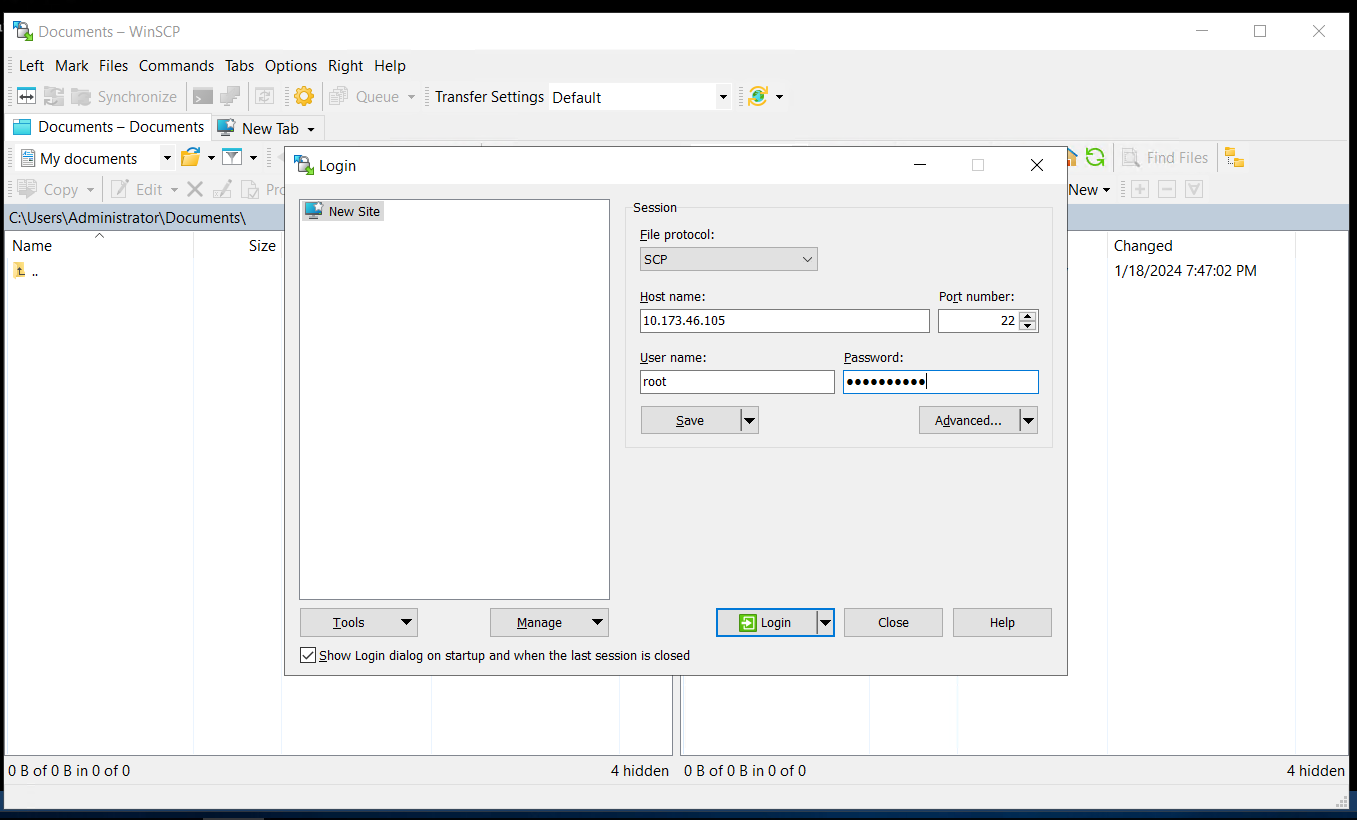 Documents – WinSCP
Left Mark Files Commands Tabs Options Right Help
Synchronize Queue Transfer Settings Default
Documents – Documents New Tab
My documents Find Files
Copy Edit New
C:\Users\Administrator\Documents\
Name Size Changed
..
1/18/2024 7:47:02 PM
Login
New Site
Session
File protocol:
SCP
Host name: Port number:
10.173.46.105 22
User name: Password:
root ●●●●●●●●●●
Save Advanced...
Tools Manage Login Close Help
Show Login dialog on startup and when the last session is closed
0 B of 0 B in 0 of 0 4 hidden 0 B of 0 B in 0 of 0 4 hidden